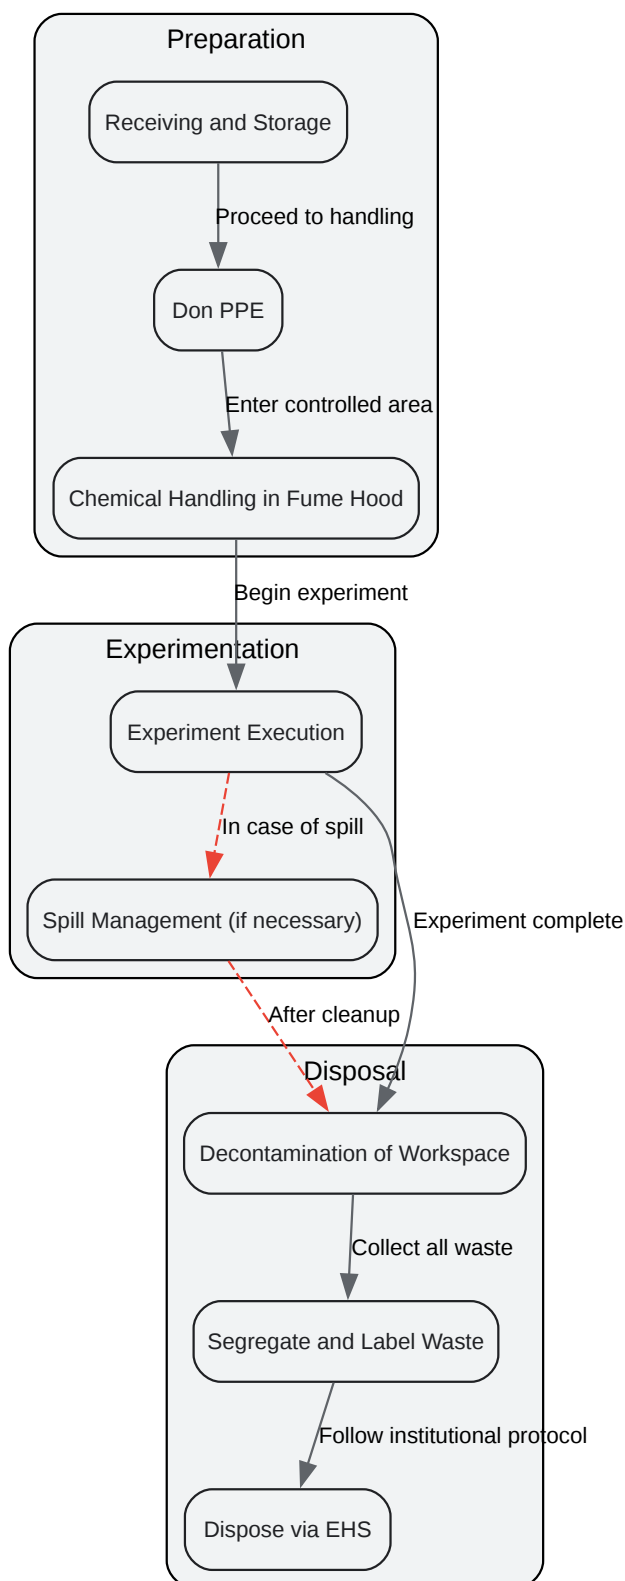 Preparation
Receiving and Storage
Proceed to handling
Don PPE
Enter controlled area
Chemical Handling in Fume Hood
Begin experiment
Experimentation
Experiment Execution
In case of spill
Spill Management (if necessary)
Experiment complete
After cleanup
Disposal
Decontamination of Workspace
Collect all waste
Segregate and Label Waste
Follow institutional protocol
Dispose via EHS